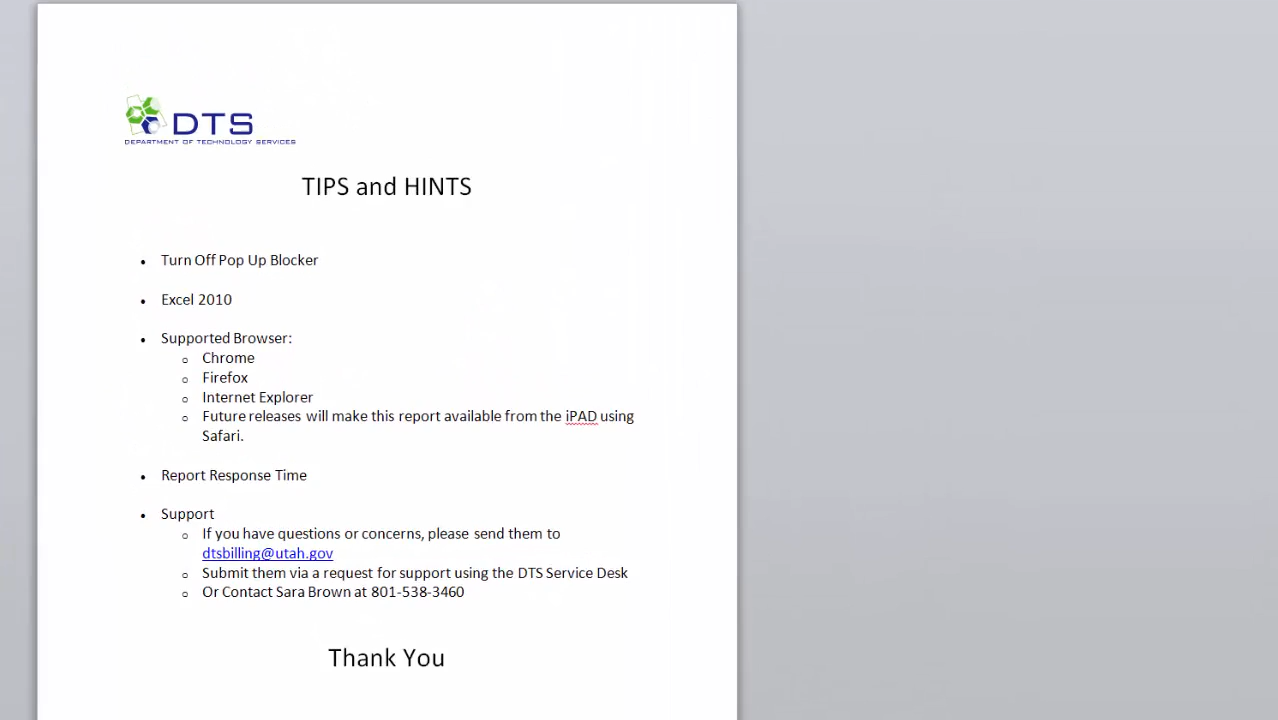 DTS
DEPARTMENT OF TECHNOLOGY SERVICES
TIPS and HINTS
• Turn Off Pop Up Blocker
• Excel 2010
• Supported Browser:
o Chrome
o Firefox
o Internet Explorer
o Future releases will make this report available from the iPAD using
Safari.
• Report Response Time
• Support
o If you have questions or concerns, please send them to
dtsbilling@utah.gov
o Submit them via a request for support using the DTS Service Desk
o Or Contact Sara Brown at 801-538-3460
Thank You